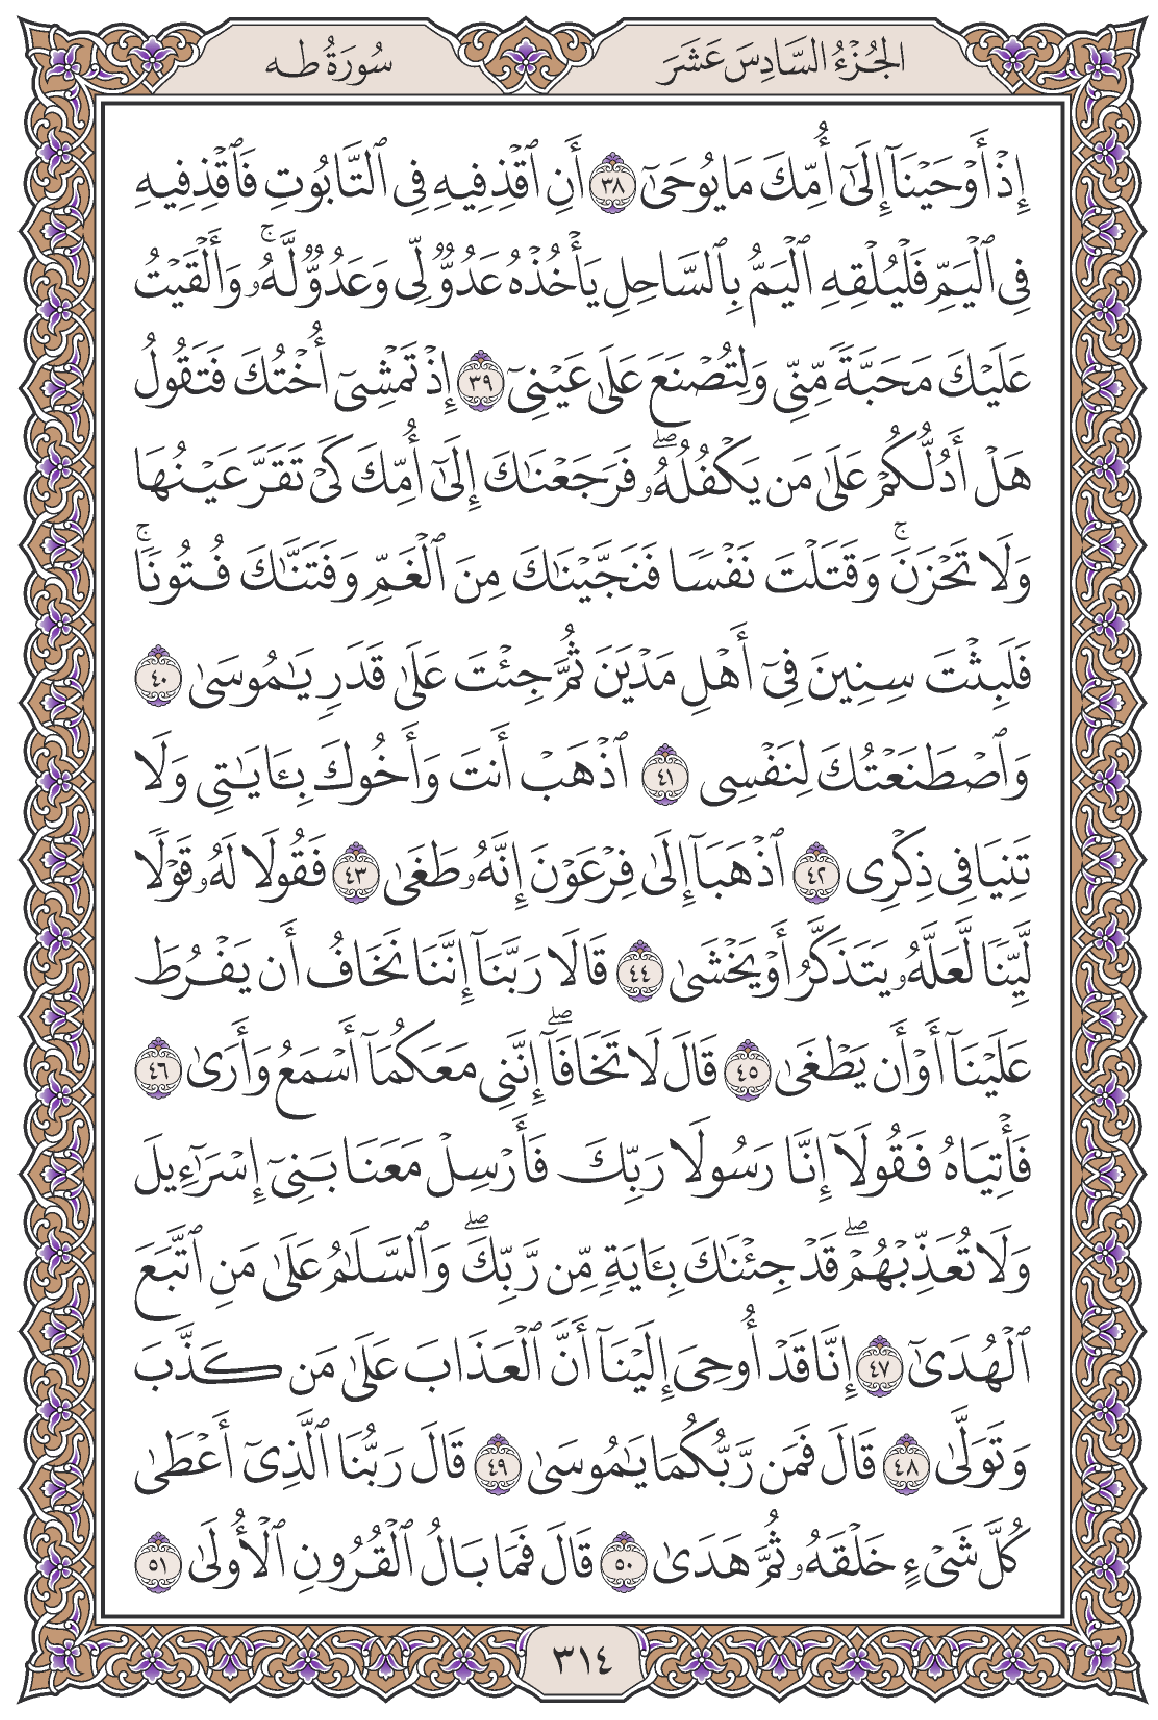 الجُزْءُ السَّادِسَ عَشَرَ
سُورَةُ طه
إِذْ أَوْحَيْنَآ إِلَىٰٓ أُمِّكَ مَا يُوحَىٰٓ ٣٨ أَنِ ٱقْذِفِيهِ فِى ٱلتَّابُوتِ فَٱقْذِفِيهِ
فِى ٱلْيَمِّ فَلْيُلْقِهِ ٱلْيَمُّ بِٱلسَّاحِلِ يَأْخُذْهُ عَدُوٌّ لِّى وَعَدُوٌّ لَّهُۥۚ وَأَلْقَيْتُ
عَلَيْكَ مَحَبَّةً مِّنِّى وَلِتُصْنَعَ عَلَىٰ عَيْنِىٓ ٣٩ إِذْ تَمْشِىٓ أُخْتُكَ فَتَقُولُ
هَلْ أَدُلُّكُمْ عَلَىٰ مَن يَكْفُلُهُۥۖ فَرَجَعْنَٰكَ إِلَىٰٓ أُمِّكَ كَىْ تَقَرَّ عَيْنُهَا
وَلَا تَحْزَنَۚ وَقَتَلْتَ نَفْسًا فَنَجَّيْنَٰكَ مِنَ ٱلْغَمِّ وَفَتَنَّٰكَ فُتُونًاۚ
فَلَبِثْتَ سِنِينَ فِىٓ أَهْلِ مَدْيَنَ ثُمَّ جِئْتَ عَلَىٰ قَدَرٍ يَٰمُوسَىٰ ٤٠
وَٱصْطَنَعْتُكَ لِنَفْسِى ٤١ ٱذْهَبْ أَنتَ وَأَخُوكَ بِـَٔايَٰتِى وَلَا
تَنِيَا فِى ذِكْرِى ٤٢ ٱذْهَبَآ إِلَىٰ فِرْعَوْنَ إِنَّهُۥ طَغَىٰ ٤٣ فَقُولَا لَهُۥ قَوْلًا
لَّيِّنًا لَّعَلَّهُۥ يَتَذَكَّرُ أَوْ يَخْشَىٰ ٤٤ قَالَا رَبَّنَآ إِنَّنَا نَخَافُ أَن يَفْرُطَ
عَلَيْنَآ أَوْ أَن يَطْغَىٰ ٤٥ قَالَ لَا تَخَافَآۖ إِنَّنِى مَعَكُمَآ أَسْمَعُ وَأَرَىٰ ٤٦
فَأْتِيَاهُ فَقُولَآ إِنَّا رَسُولَا رَبِّكَ فَأَرْسِلْ مَعَنَا بَنِىٓ إِسْرَٰٓءِيلَ
وَلَا تُعَذِّبْهُمْۖ قَدْ جِئْنَٰكَ بِـَٔايَةٍ مِّن رَّبِّكَۖ وَٱلسَّلَٰمُ عَلَىٰ مَنِ ٱتَّبَعَ
ٱلْهُدَىٰٓ ٤٧ إِنَّا قَدْ أُوحِىَ إِلَيْنَآ أَنَّ ٱلْعَذَابَ عَلَىٰ مَن كَذَّبَ
وَتَوَلَّىٰ ٤٨ قَالَ فَمَن رَّبُّكُمَا يَٰمُوسَىٰ ٤٩ قَالَ رَبُّنَا ٱلَّذِىٓ أَعْطَىٰ
كُلَّ شَىْءٍ خَلْقَهُۥ ثُمَّ هَدَىٰ ٥٠ قَالَ فَمَا بَالُ ٱلْقُرُونِ ٱلْأُولَىٰ ٥١
٣١٤